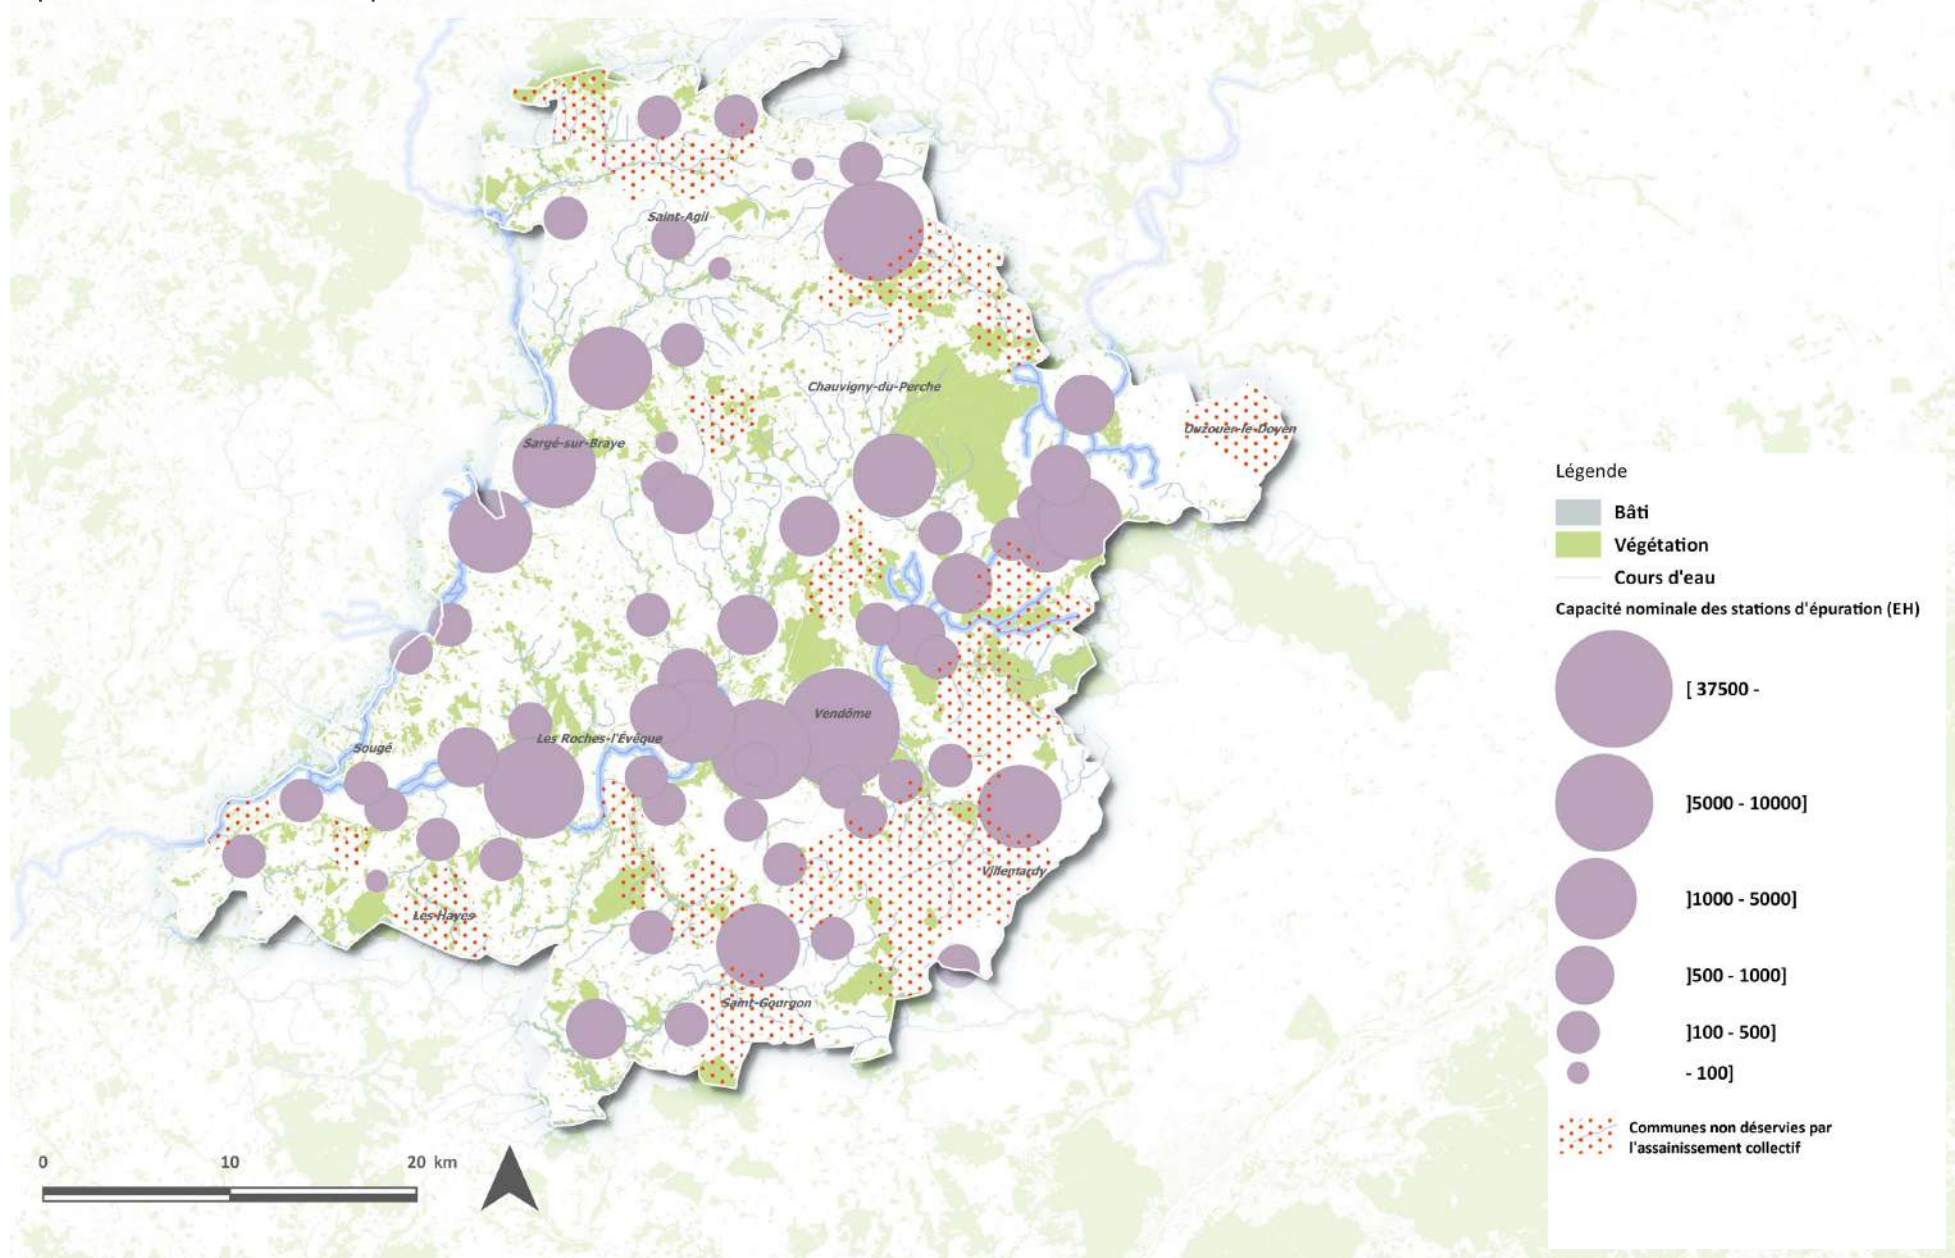 Saint-Agil
Chauvigny-du-Perche
Ouzouer-le-Doyen
Sargé-sur-Braye
Vendôme
Les Roches-l'Évêque
Sougé
Villemardy
Les Hayes
Saint-Gourgon
Légende
Bâti
Végétation
Cours d'eau
Capacité nominale des stations d'épuration (EH)
[ 37500 -
]5000 - 10000]
]1000 - 5000]
]500 - 1000]
]100 - 500]
- 100]
Communes non déservies par
l'assainissement collectif
0 10 20 km